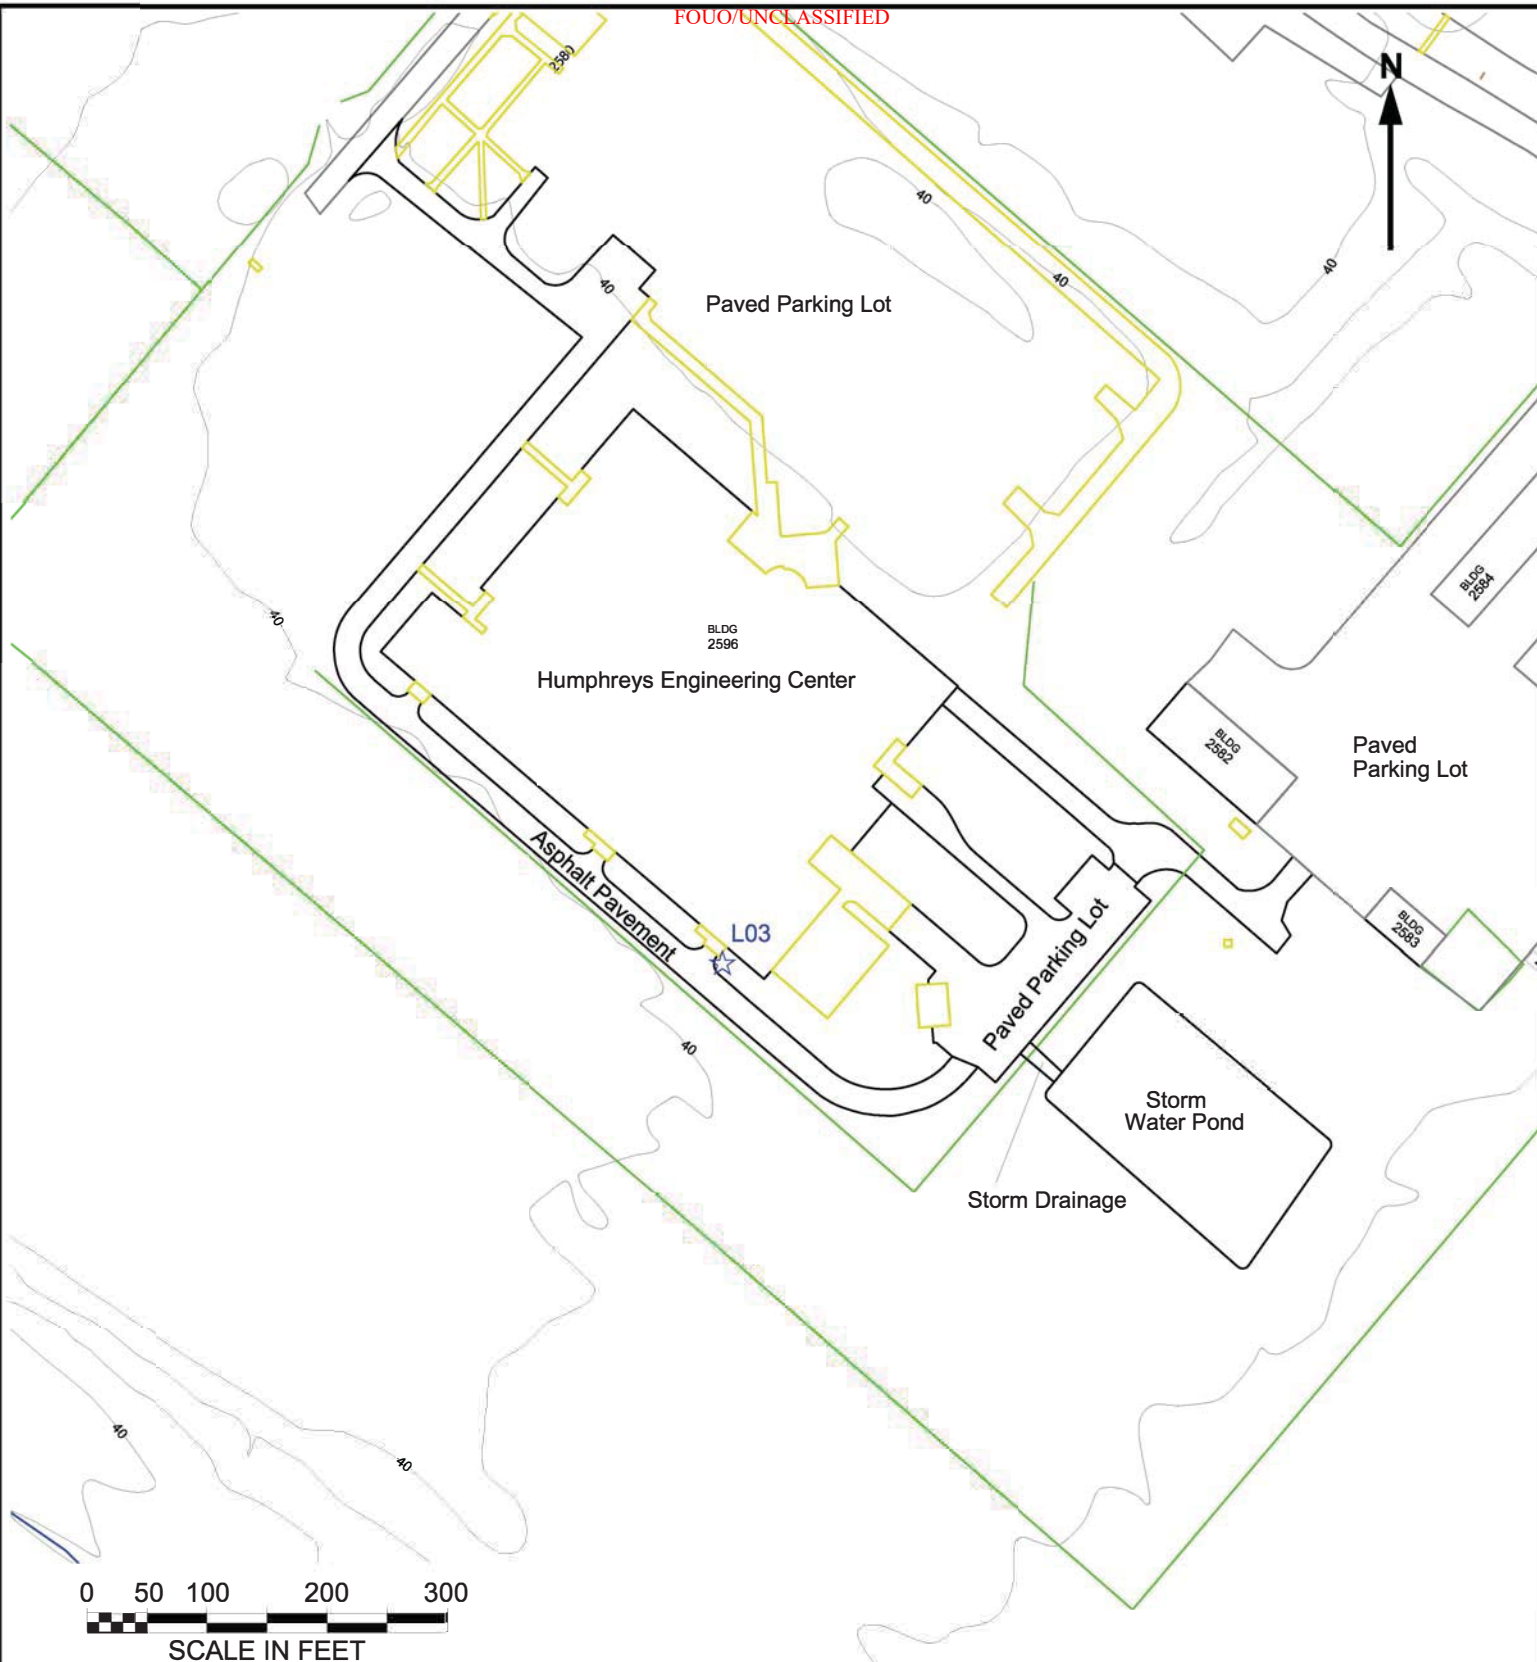 FOUO/UNCLASSIFIED
2580
N
40
40
40
40
Paved Parking Lot
40
BLDG
2584
BLDG
2596
Humphreys Engineering Center
BLDG
2582
Paved
Parking Lot
Asphalt Pavement
L03
BLDG
2583
Paved Parking Lot
40
Storm
Water Pond
Storm Drainage
40
40
0 50 100 200 300
SCALE IN FEET